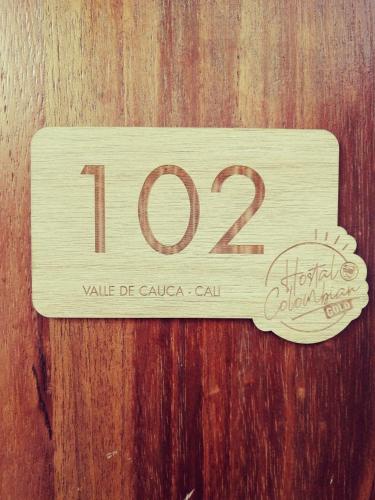 102
VALLE DE CAUCA - CALI
Hostal
Colombian
GOLD